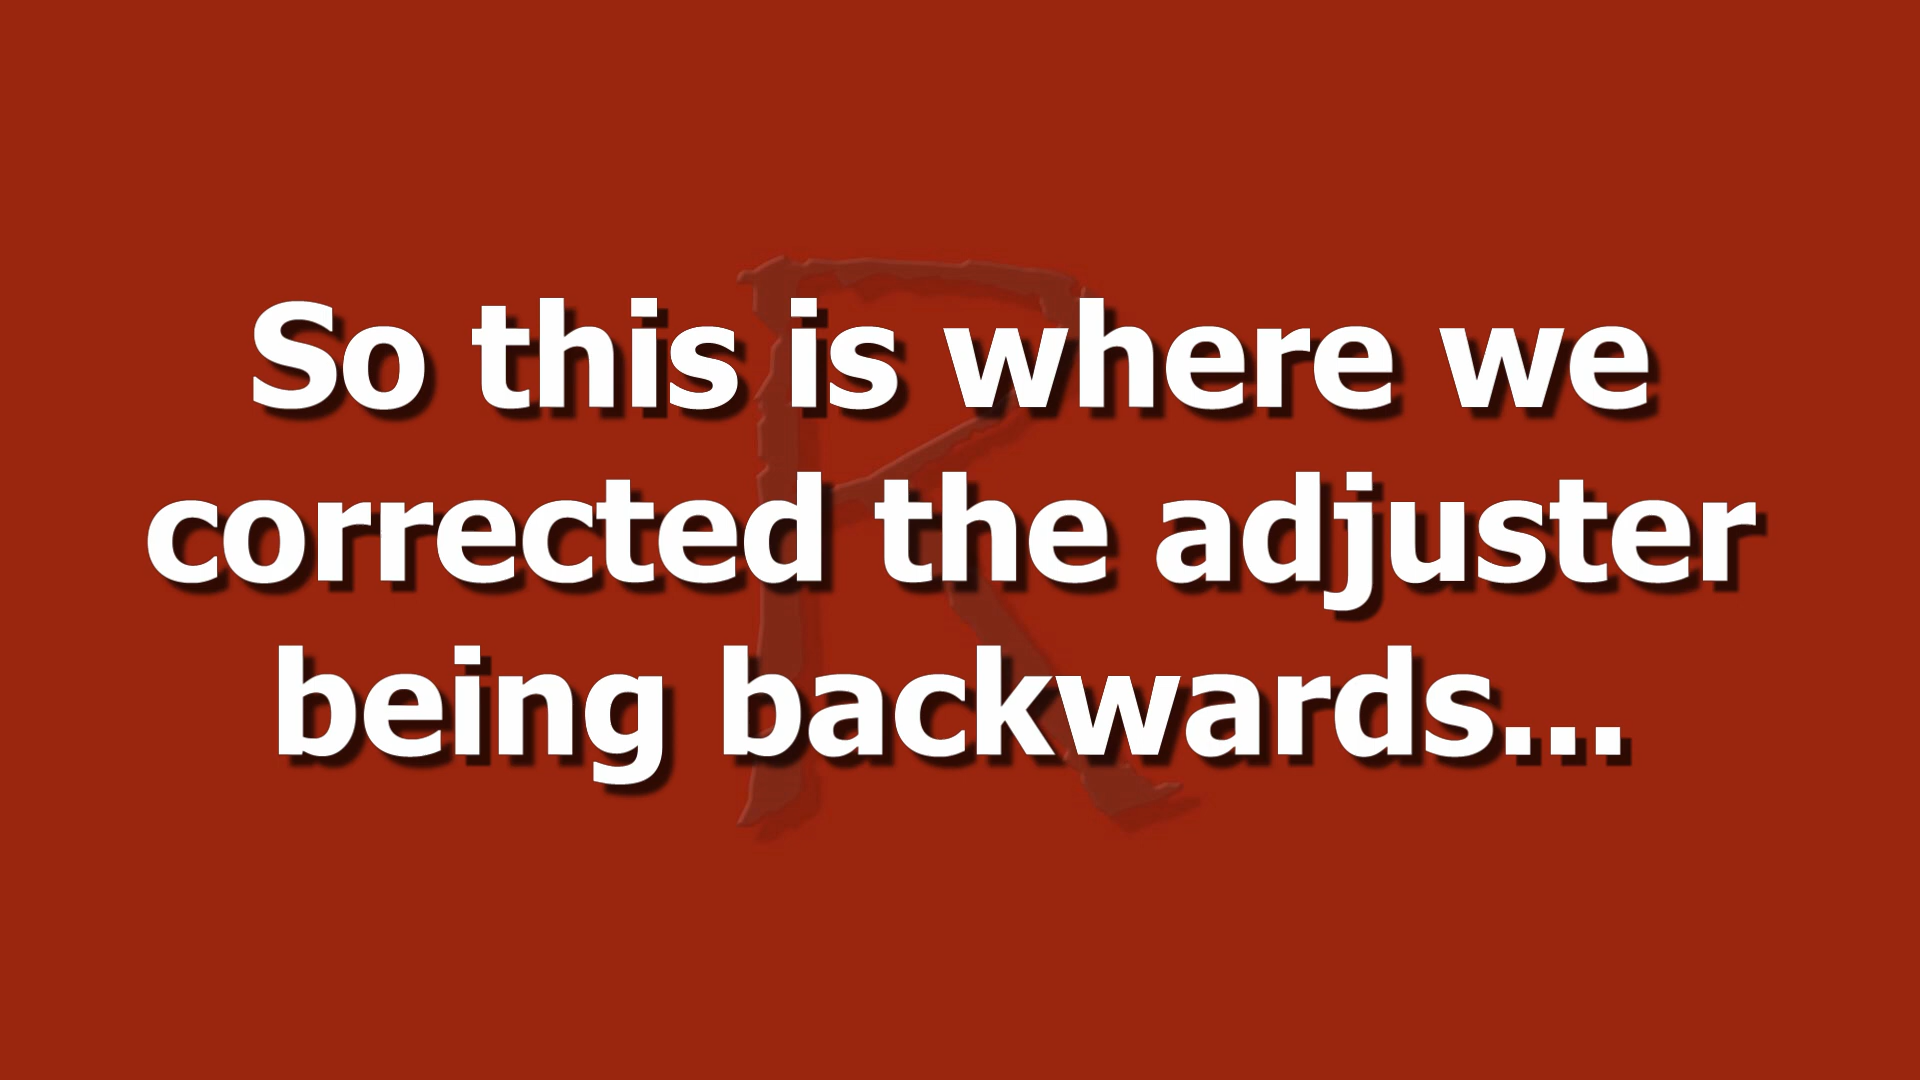 So this is where we
corrected the adjuster
being backwards...
R